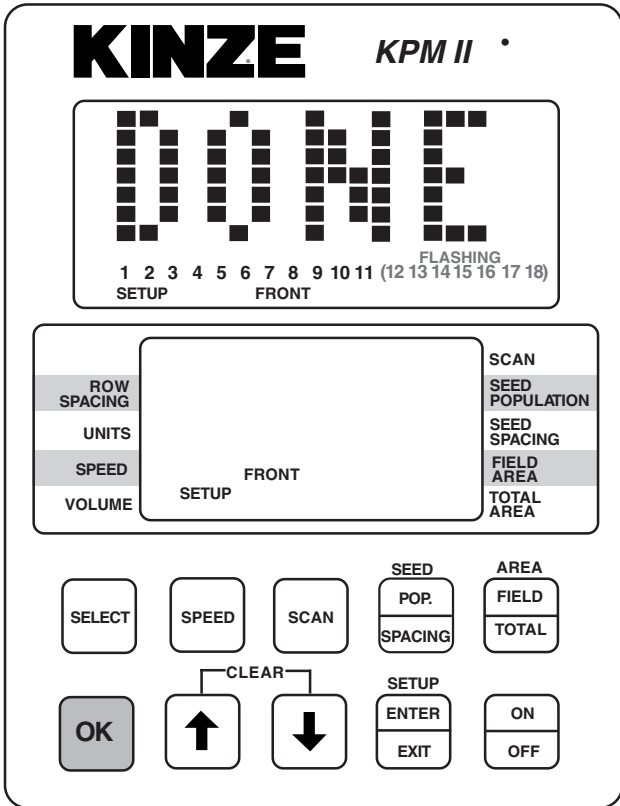 KINZE® KPM II
DONE
FLASHING
1 2 3 4 5 6 7 8 9 10 11 (12 13 14 15 16 17 18)
SETUP FRONT
SCAN
ROW SPACING
SEED POPULATION
UNITS
SEED SPACING
SPEED
FRONT
FIELD AREA
SETUP
VOLUME
TOTAL AREA
SEED
AREA
SELECT
SPEED
SCAN
POP.
SPACING
FIELD
TOTAL
CLEAR
SETUP
OK
ENTER
EXIT
ON
OFF